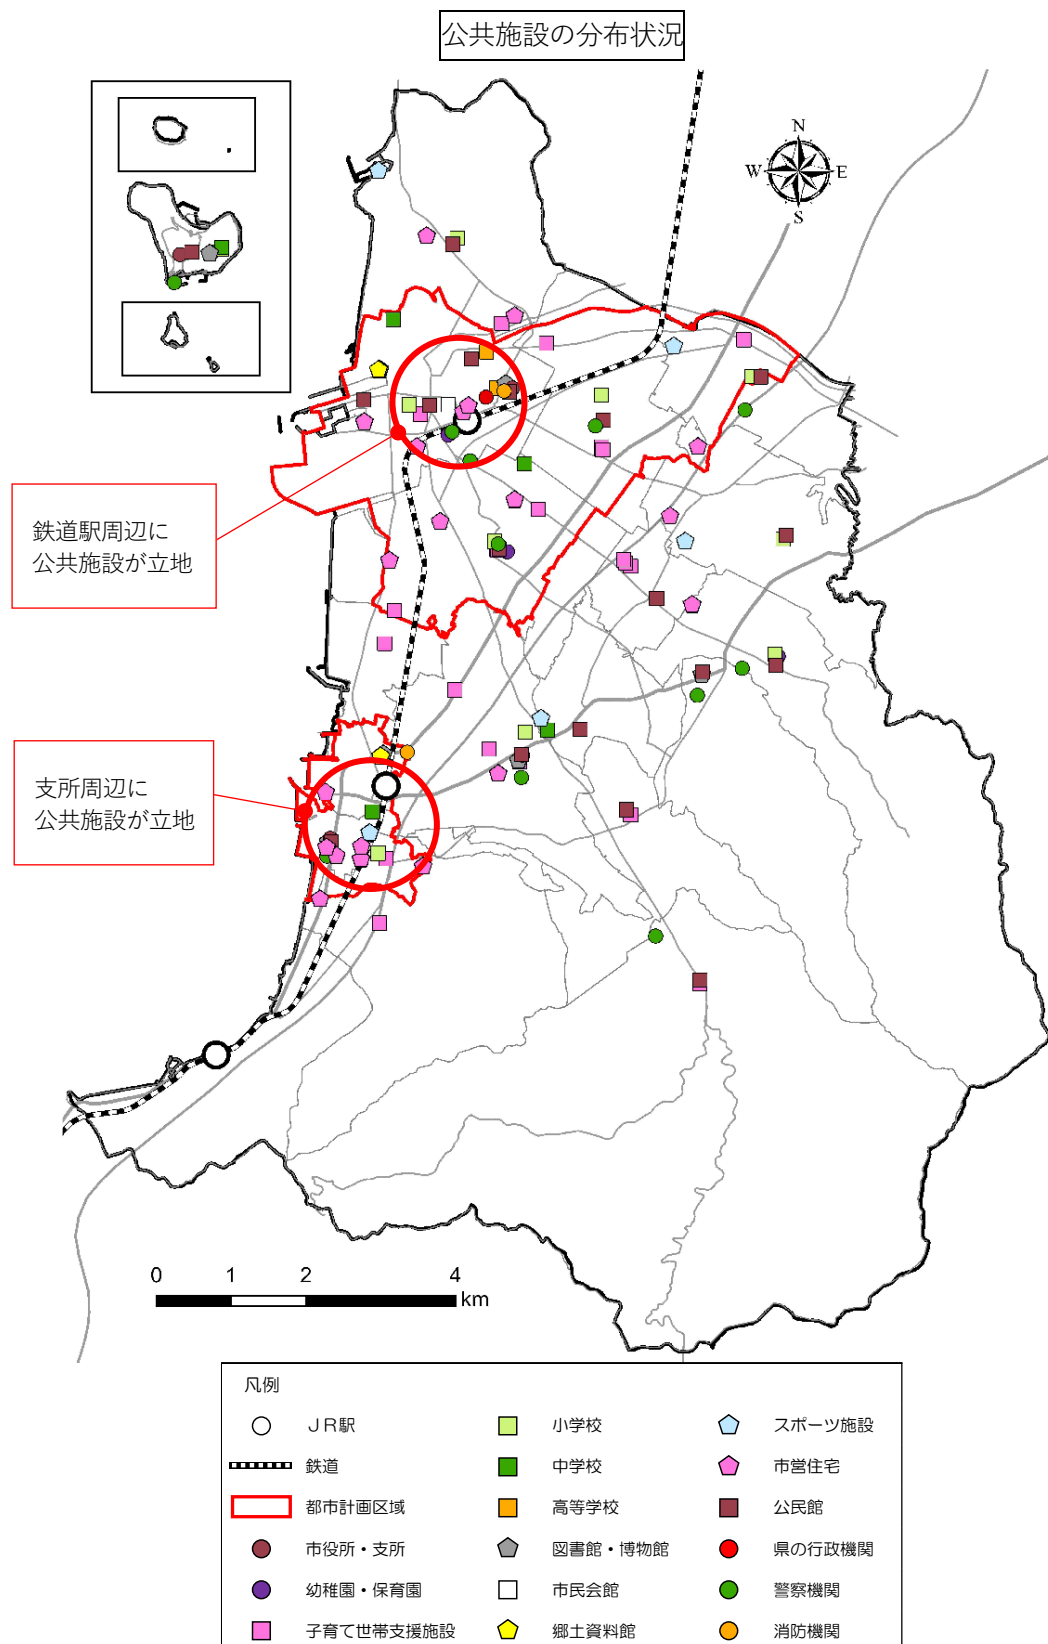 公共施設の分布状況
N
W
E
S
鉄道駅周辺に
公共施設が立地
支所周辺に
公共施設が立地
0 1 2 4
km
凡例
ＪＲ駅
小学校
スポーツ施設
鉄道
中学校
市営住宅
都市計画区域
高等学校
公民館
市役所・支所
図書館・博物館
県の行政機関
幼稚園・保育園
市民会館
警察機関
子育て世帯支援施設
郷土資料館
消防機関